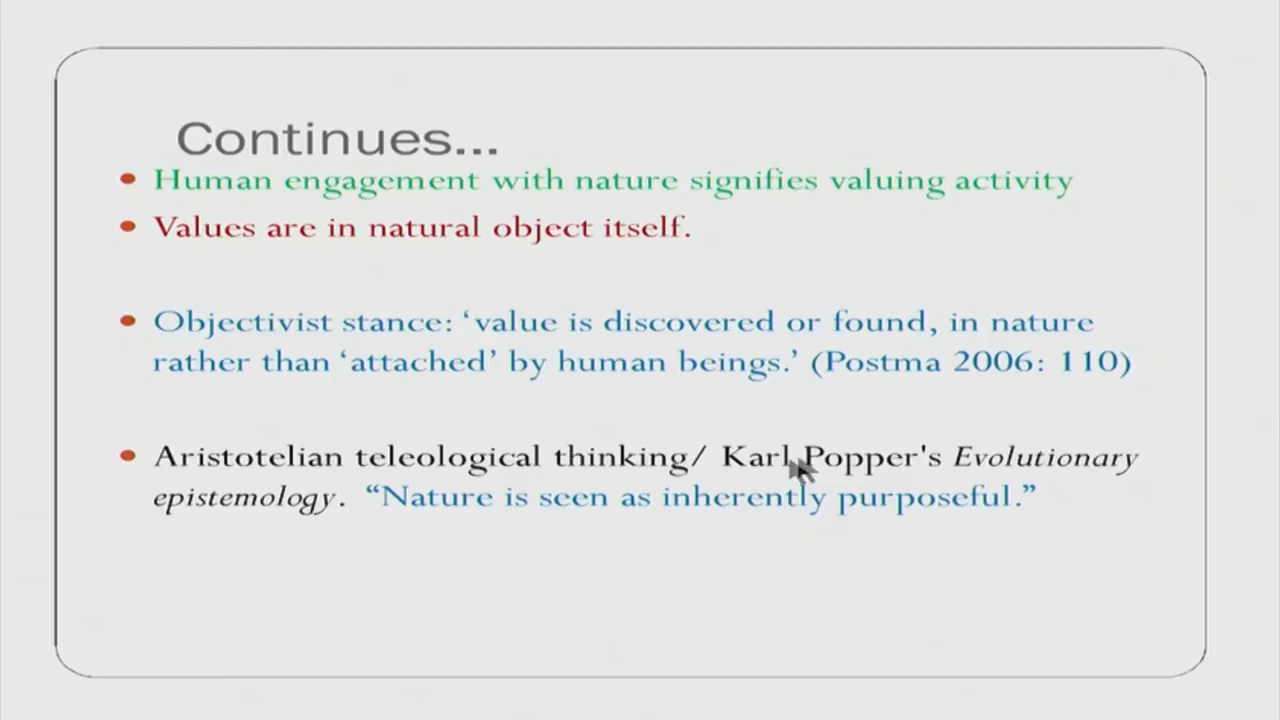 Continues...
• Human engagement with nature signifies valuing activity
• Values are in natural object itself.
• Objectivist stance: ‘value is discovered or found, in nature
rather than ‘attached’ by human beings.’ (Postma 2006: 110)
• Aristotelian teleological thinking/ Karl Popper's Evolutionary
epistemology. “Nature is seen as inherently purposeful.”